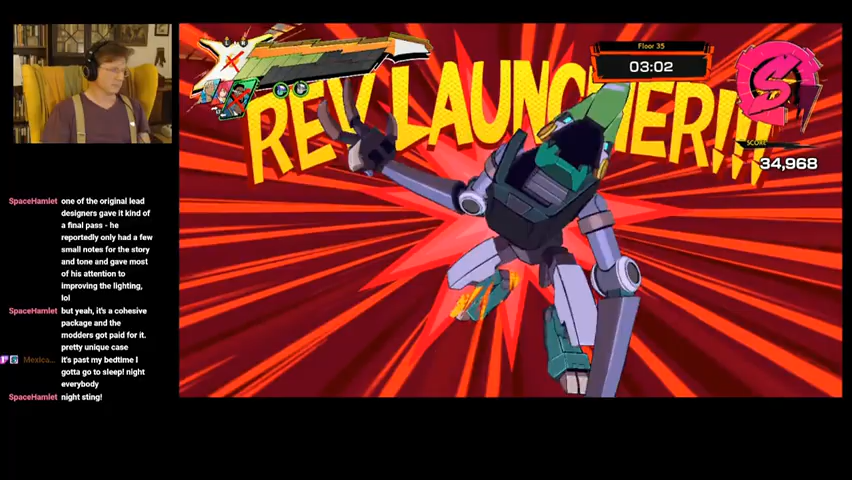 Floor 35
03:02
REV LAUNCHER!!!
S
SCORE
34,968
SpaceHamlet one of the original lead
designers gave it kind of
a final pass - he
reportedly only had a few
small notes for the story
and tone and gave most
of his attention to
improving the lighting,
lol
SpaceHamlet but yeah, it's a cohesive
package and the
modders got paid for it.
pretty unique case
Mexica... it's past my bedtime I
gotta go to sleep! night
everybody
SpaceHamlet night sting!